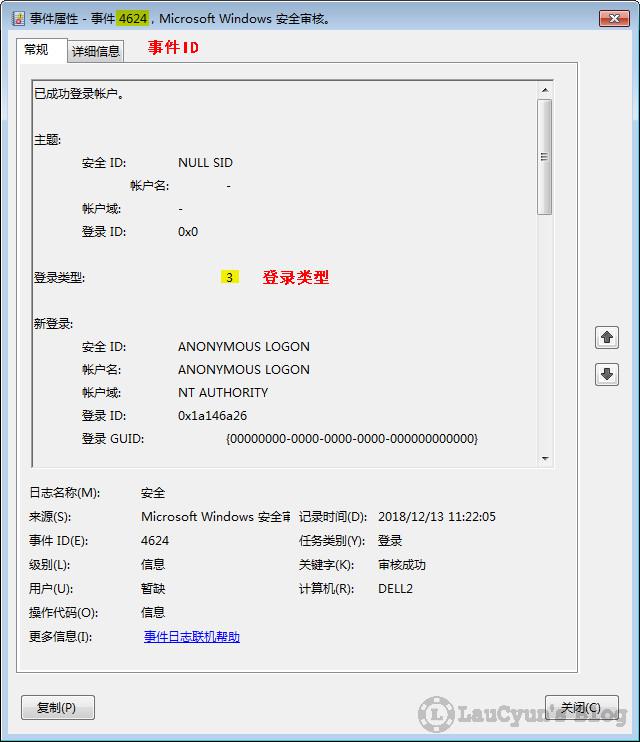 事件属性 - 事件 4624 , Microsoft Windows 安全审核。
常规 详细信息 事件ID
已成功登录帐户。
主题:
安全 ID: NULL SID
帐户名: -
帐户域: -
登录 ID: 0x0
登录类型: 3 登录类型
新登录:
安全 ID: ANONYMOUS LOGON
帐户名: ANONYMOUS LOGON
帐户域: NT AUTHORITY
登录 ID: 0x1a146a26
登录 GUID: {00000000-0000-0000-0000-000000000000}
日志名称(M): 安全
来源(S): Microsoft Windows 安全审 记录时间(D): 2018/12/13 11:22:05
事件 ID(E): 4624 任务类别(Y): 登录
级别(L): 信息 关键字(K): 审核成功
用户(U): 暂缺 计算机(R): DELL2
操作代码(O): 信息
更多信息(I): 事件日志联机帮助
复制(P) 关闭(C)
LauCyun's Blog